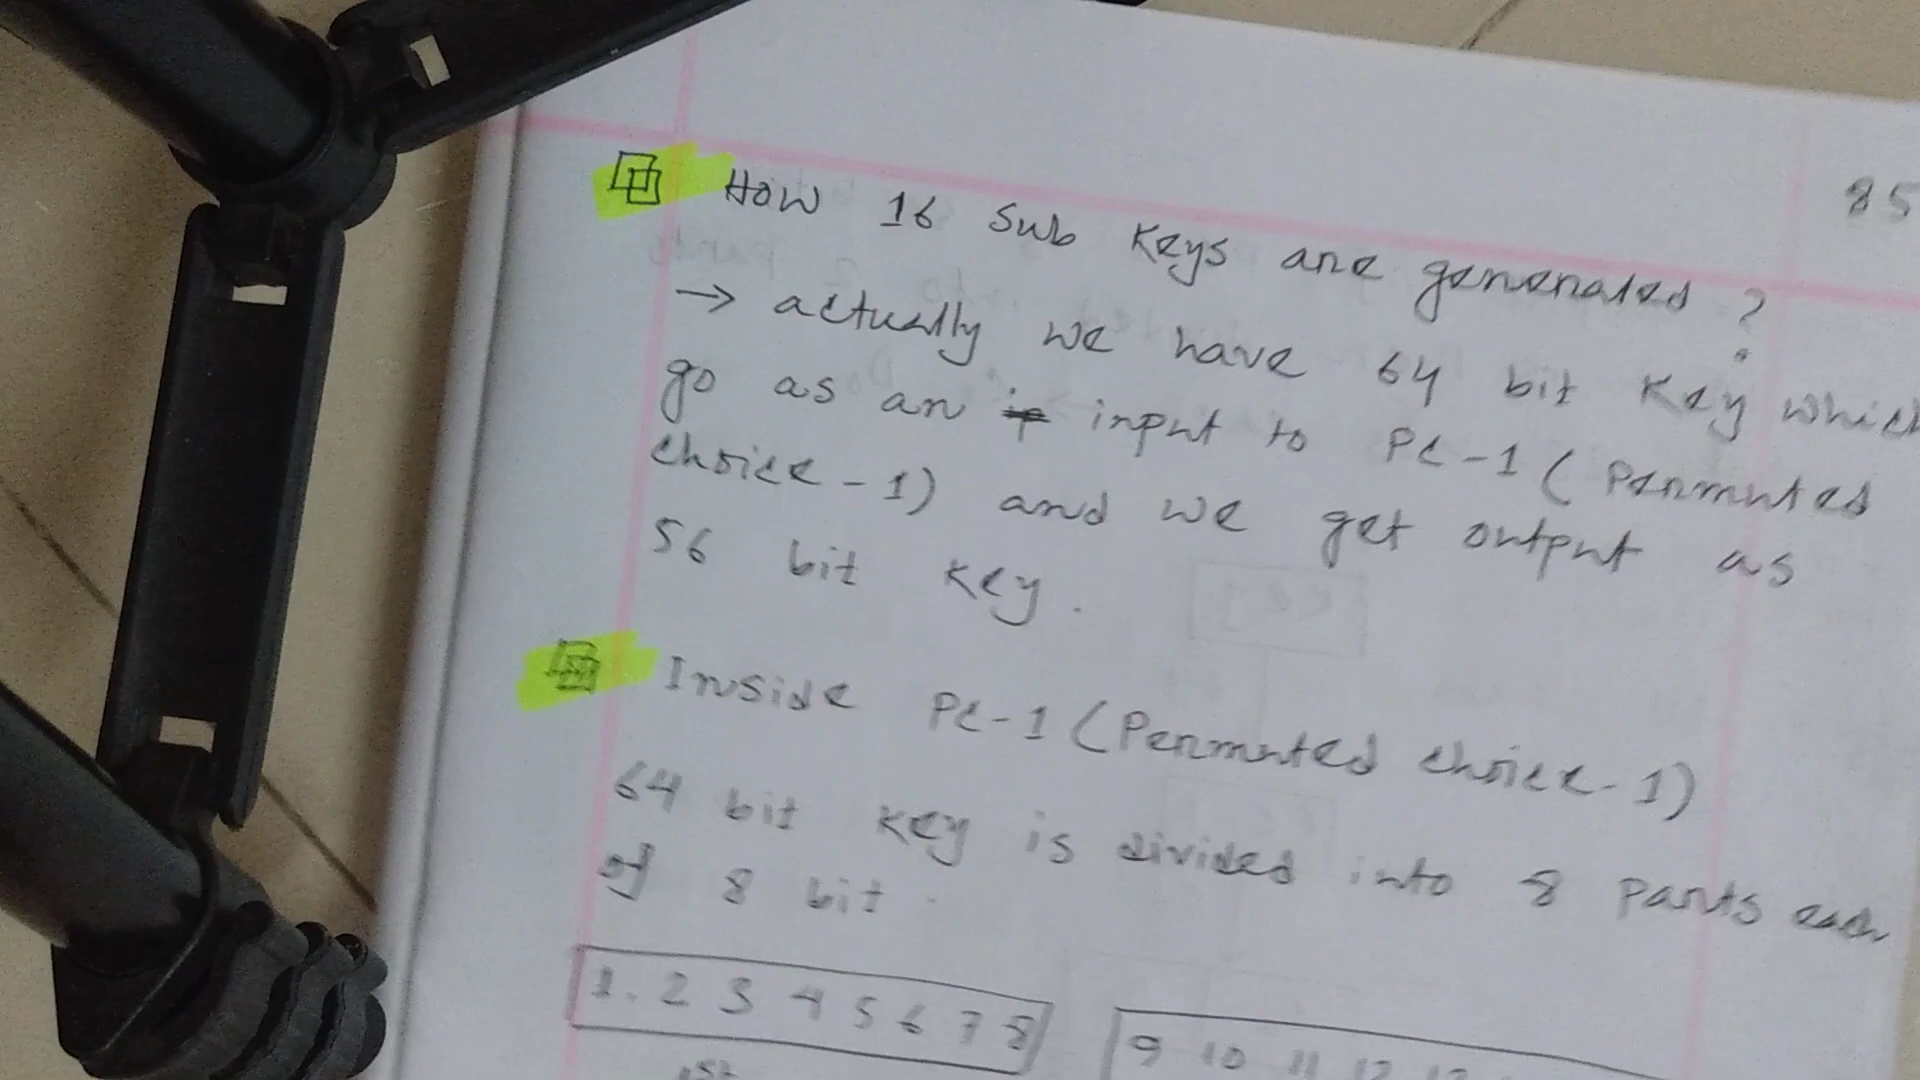 85
How 16 Sub Keys are generated ?
→ actually we have 64 bit Key which
go as an input to PC-1 ( Permuted
choice - 1) and we get output as
56 bit key.
Inside PC-1 (Permuted choice-1)
64 bit key is divided into 8 parts each
of 8 bit.
1. 2 3 4 5 6 7 8
9 10 11 12
1st